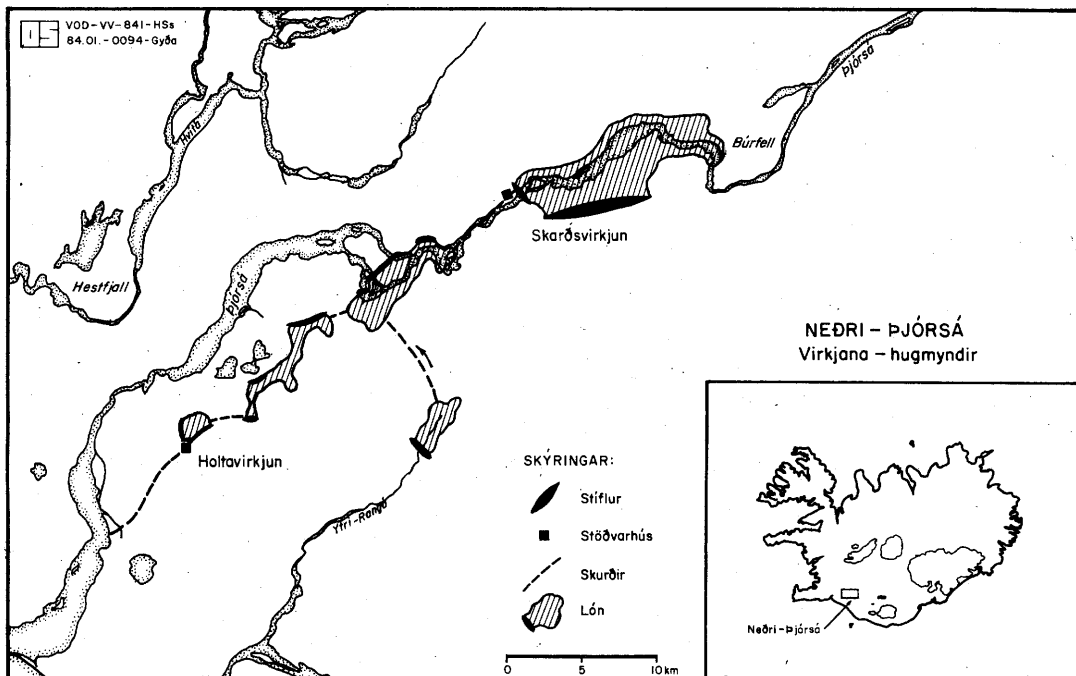 OS
VOD-VV-841-HSs
84.01.-0094-Gyða
Þjórsá
Hvítá
Búrfell
Skarðsvirkjun
Hestfjall
Þjórsá
NEÐRI-ÞJÓRSÁ
Virkjana-hugmyndir
Holtavirkjun
Ytri-Rangá
SKÝRINGAR:
Stíflur
Stöðvarhús
Skurðir
Lón
0 5 10 km
Neðri-Þjórsá